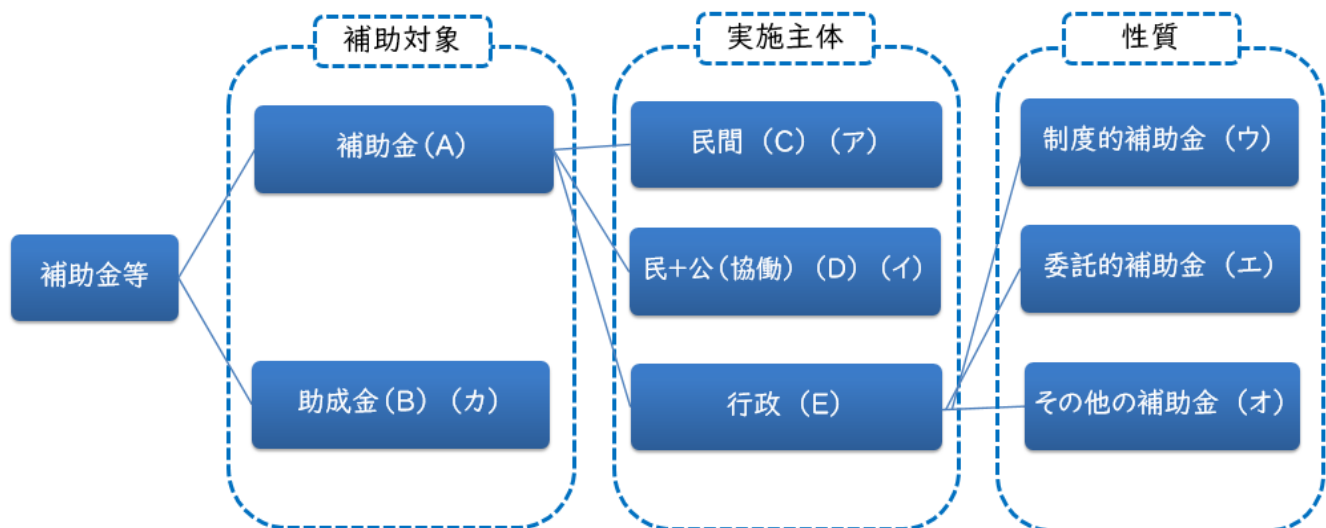 補助対象
実施主体
性質
補助金(A)
民間（C）（ア）
制度的補助金（ウ）
補助金等
民+公(協働)（D）（イ）
委託的補助金（エ）
助成金(B)（カ）
行政（E）
その他の補助金（オ）